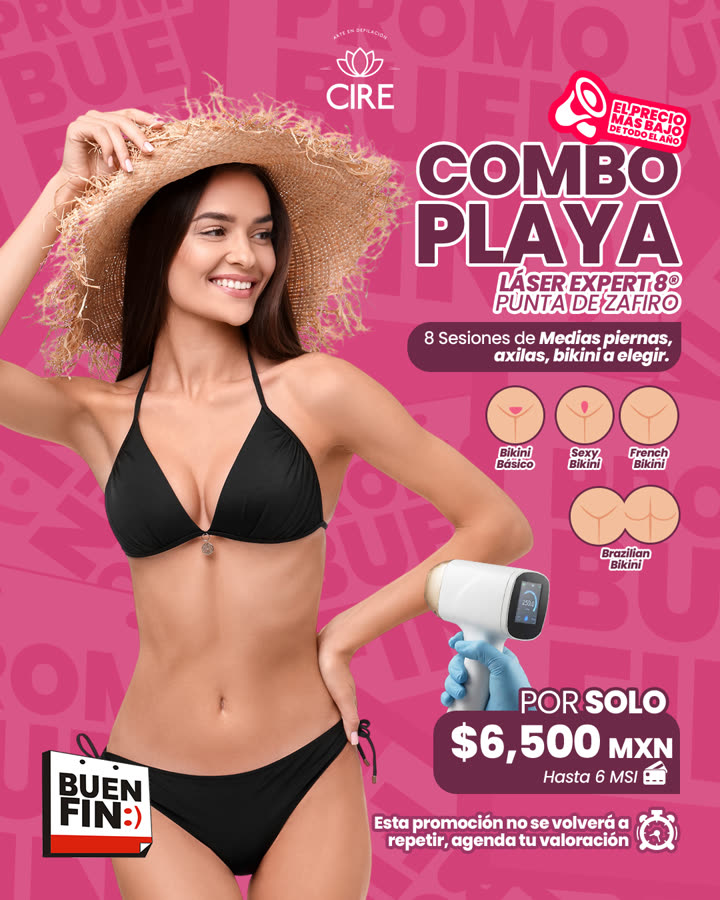 ARTE EN DEPILACIÓN
CIRE
EL PRECIO
MÁS BAJO
DE TODO EL AÑO
COMBO
PLAYA
LÁSER EXPERT 8®
PUNTA DE ZAFIRO
8 Sesiones de Medias piernas,
axilas, bikini a elegir.
Bikini
Básico
Sexy
Bikini
French
Bikini
Brazilian
Bikini
POR SOLO
$6,500 MXN
Hasta 6 MSI
BUEN
FIN:)
Esta promoción no se volverá a
repetir, agenda tu valoración